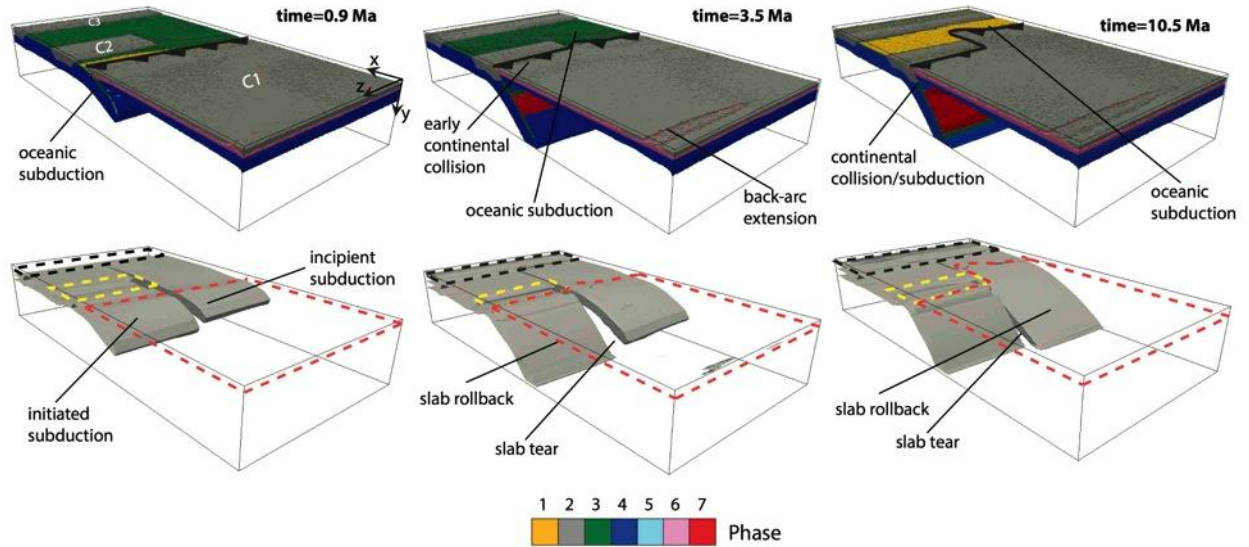 time=0.9 Ma
C3
C2
C1
x
z
y
oceanic
subduction
time=3.5 Ma
early
continental
collision
oceanic subduction
back-arc
extension
time=10.5 Ma
continental
collision/subduction
oceanic
subduction
incipient
subduction
initiated
subduction
slab rollback
slab tear
slab rollback
slab tear
1 2 3 4 5 6 7
Phase